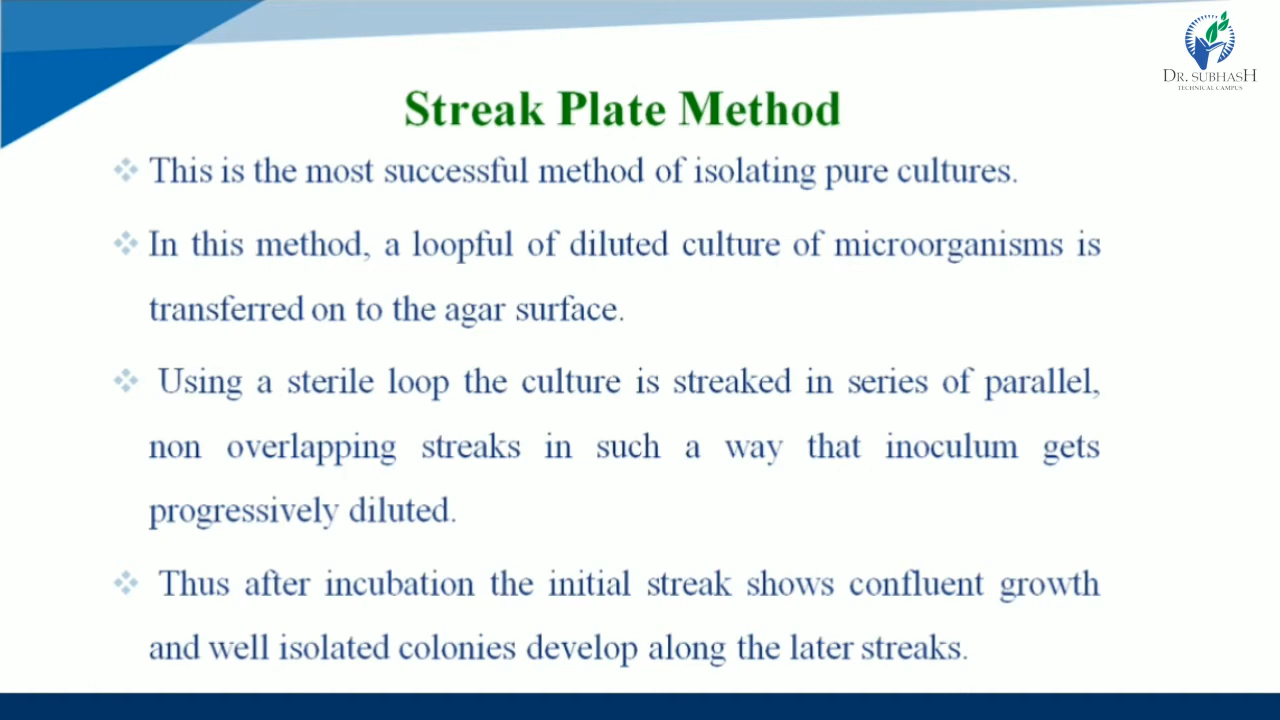 DR. SUBHASH
TECHNICAL CAMPUS
Streak Plate Method
This is the most successful method of isolating pure cultures.
In this method, a loopful of diluted culture of microorganisms is
transferred on to the agar surface.
Using a sterile loop the culture is streaked in series of parallel,
non overlapping streaks in such a way that inoculum gets
progressively diluted.
Thus after incubation the initial streak shows confluent growth
and well isolated colonies develop along the later streaks.